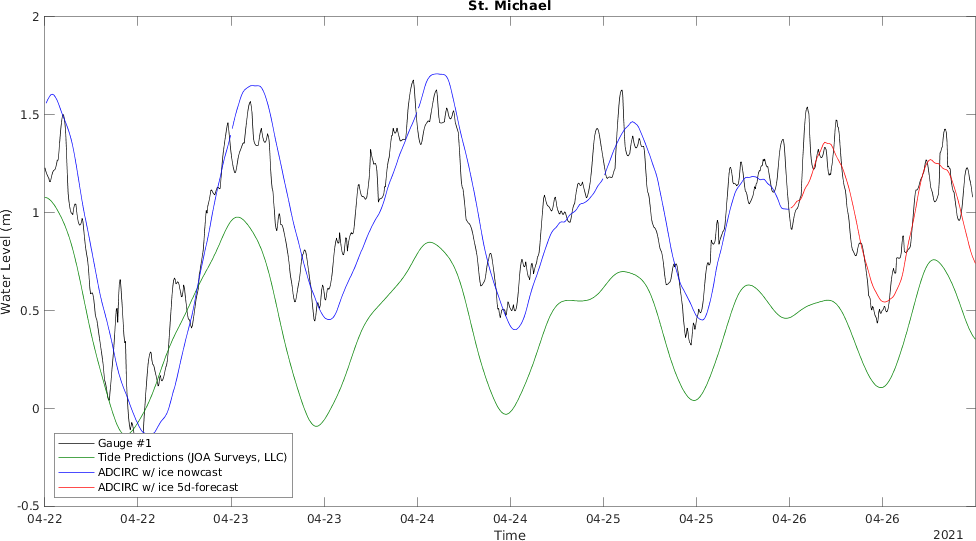 St. Michael
2
1.5
1
0.5
0
-0.5
Water Level (m)
Gauge #1
Tide Predictions (JOA Surveys, LLC)
ADCIRC w/ ice nowcast
ADCIRC w/ ice 5d-forecast
04-22 04-22 04-23 04-23 04-24 04-24 04-25 04-25 04-26 04-26
Time
2021